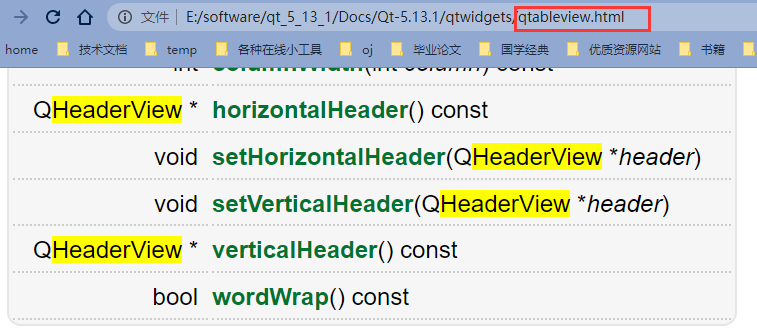 文件 E:/software/qt_5_13_1/Docs/Qt-5.13.1/qtwidgets/qtableview.html
儿 技术文档 temp 各种在线小工具 oj 毕业论文 国学经典 优质资源网站 书籍
int columnWidth(int column) const
QHeaderView * horizontalHeader() const
void setHorizontalHeader(QHeaderView *header)
void setVerticalHeader(QHeaderView *header)
QHeaderView * verticalHeader() const
bool wordWrap() const